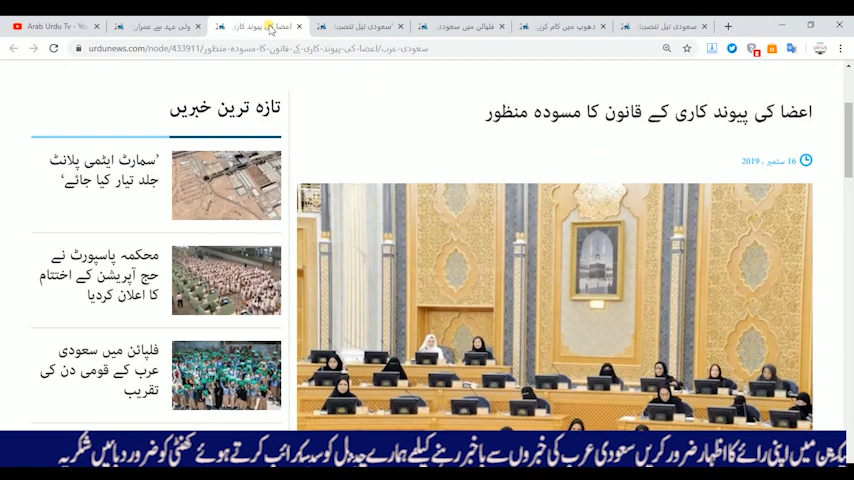 Arab Urdu Tv - Yo
ولی عہد سے عمران
اعضا کی پیوند کاری
سعودی تیل تنصیبا
فلپائن میں سعودی
دھوپ میں کام کرنے
سعودی تیل تنصیبا
urdunews.com/node/433911/سعودی-عرب/اعضا-کی-پیوند-کاری-کے-قانون-کا-مسودہ-منظور
اعضا کی پیوند کاری کے قانون کا مسودہ منظور
16 ستمبر ، 2019
تازہ ترین خبریں
’سمارٹ ایٹمی پلانٹ
جلد تیار کیا جائے‘
محکمہ پاسپورٹ نے
حج آپریشن کے اختتام
کا اعلان کردیا
فلپائن میں سعودی
عرب کے قومی دن کی
تقریب
میں اپنی رائے کا اظہار ضرور کریں سعودی عرب کی خبروں سے باخبر رہنے کیلئے ہمارے چینل کو سبسکرائب کرتے ہوئے گھنٹی کو ضرور دبائیں شکریہ